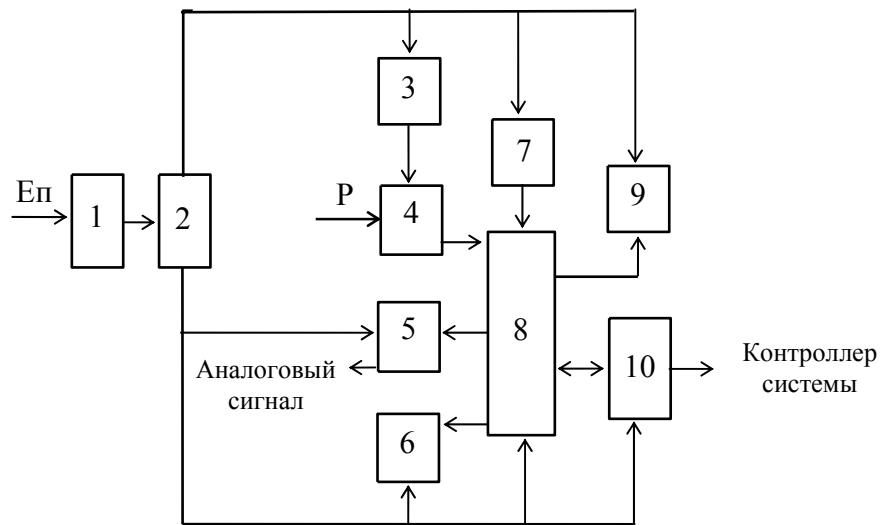 3
7
Еп
Р
1
2
4
9
5
8
10
Контроллер
системы
Аналоговый
сигнал
6